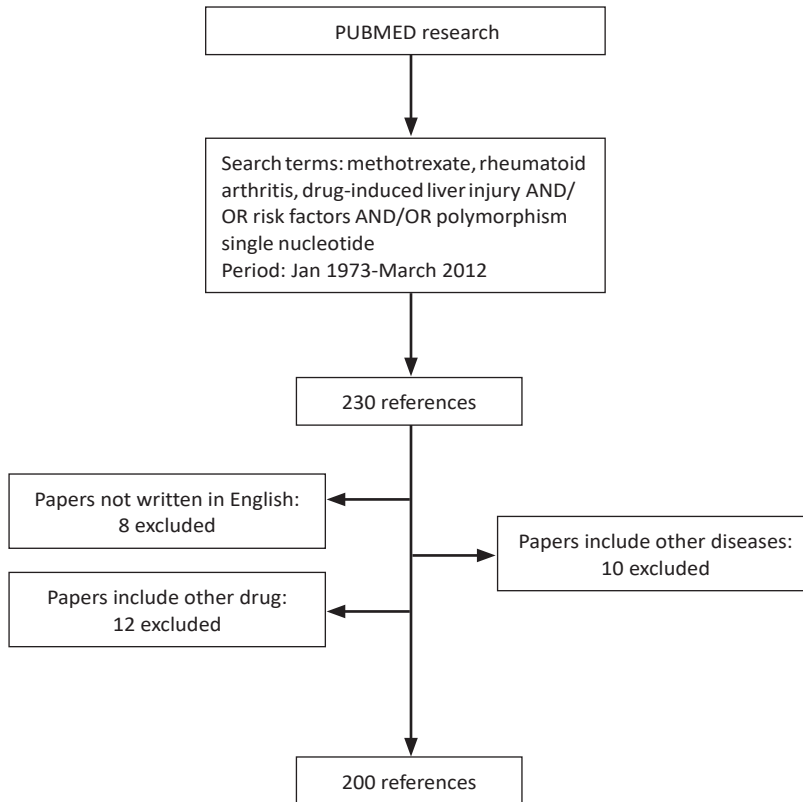 PUBMED research
Search terms: methotrexate, rheumatoid
arthritis, drug-induced liver injury AND/
OR risk factors AND/OR polymorphism
single nucleotide
Period: Jan 1973-March 2012
230 references
Papers not written in English:
8 excluded
Papers include other diseases:
10 excluded
Papers include other drug:
12 excluded
200 references